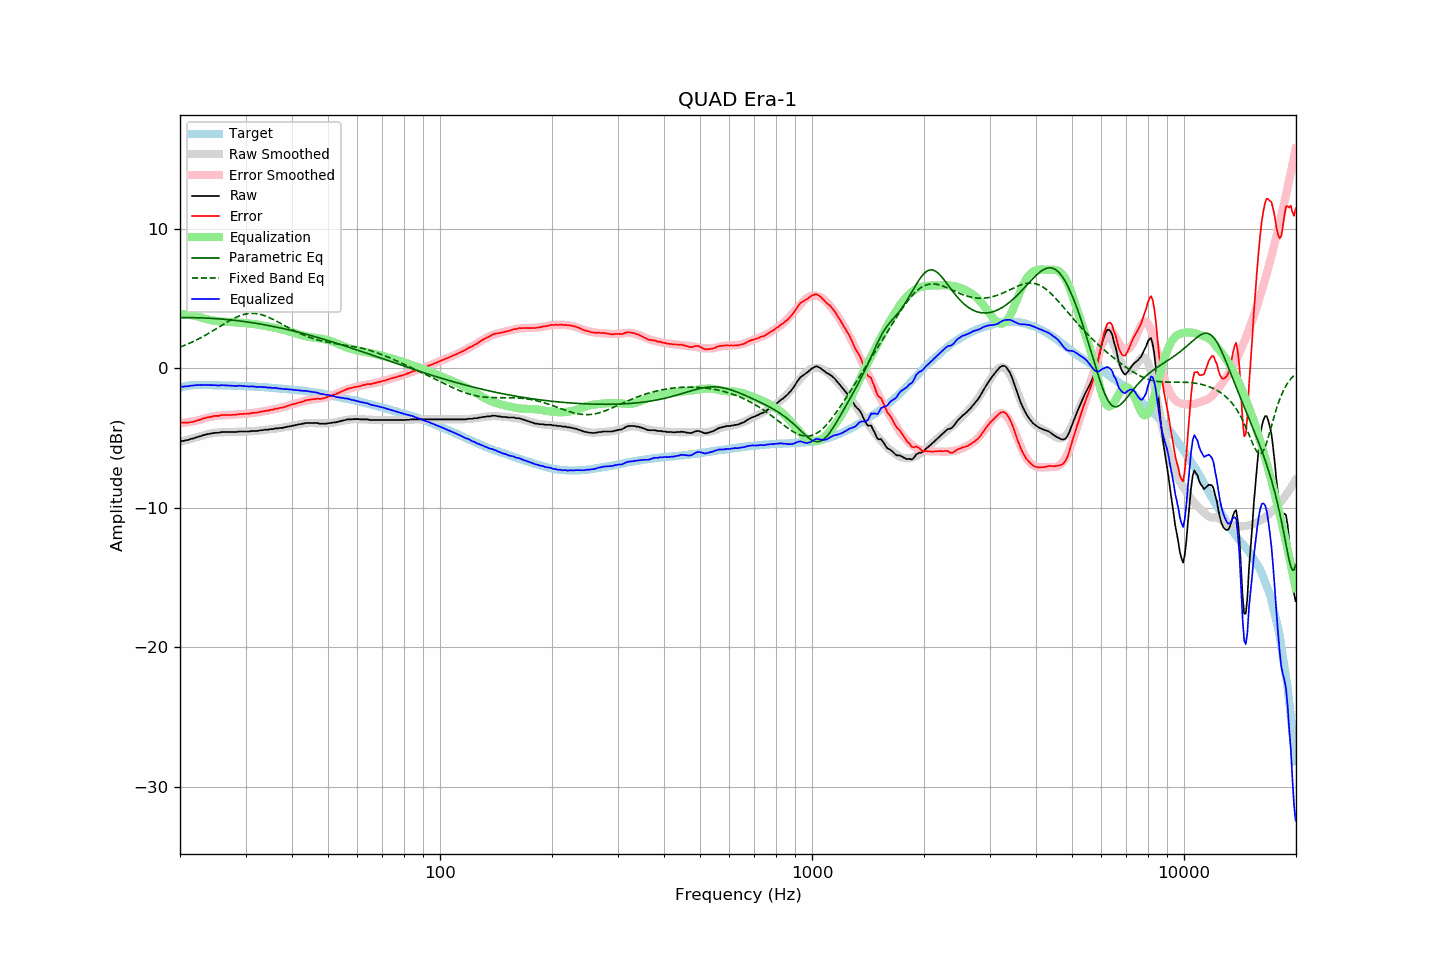 QUAD Era-1
Target
Raw Smoothed
Error Smoothed
Raw
Error
Equalization
Parametric Eq
Fixed Band Eq
Equalized
10
0
−10
−20
−30
Amplitude (dBr)
100
1000
10000
Frequency (Hz)